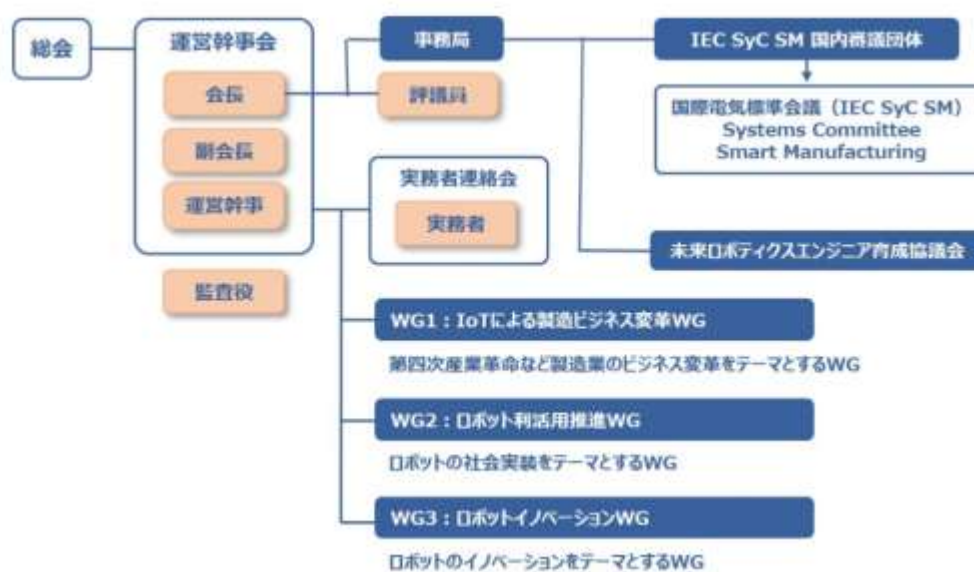 総会
運営幹事会
会長
副会長
運営幹事
監査役
事務局
評議員
実務者連絡会
実務者
IEC SyC SM 国内審議団体
国際電気標準会議（IEC SyC SM）
Systems Committee
Smart Manufacturing
未来ロボティクスエンジニア育成協議会
WG1：IoTによる製造ビジネス変革WG
第四次産業革命など製造業のビジネス変革をテーマとするWG
WG2：ロボット利活用推進WG
ロボットの社会実装をテーマとするWG
WG3：ロボットイノベーションWG
ロボットのイノベーションをテーマとするWG